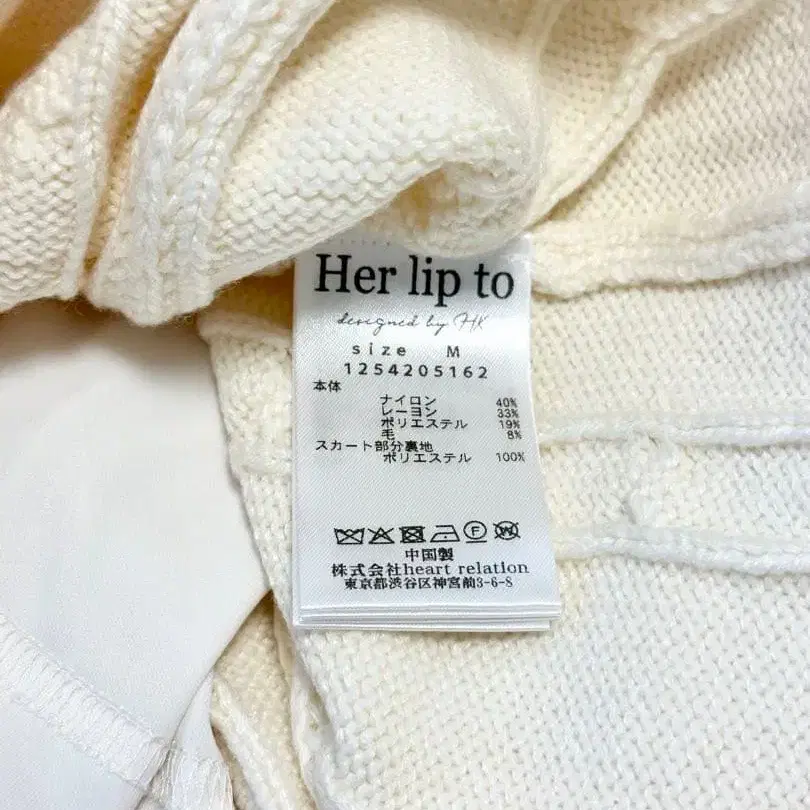 Her lip to
designed by HK
size M
1254205162
本体
ナイロン 40%
レーヨン 33%
ポリエステル 19%
毛 8%
スカート部分裏地
ポリエステル 100%
中国製
株式会社heart relation
東京都渋谷区神宮前3-6-8